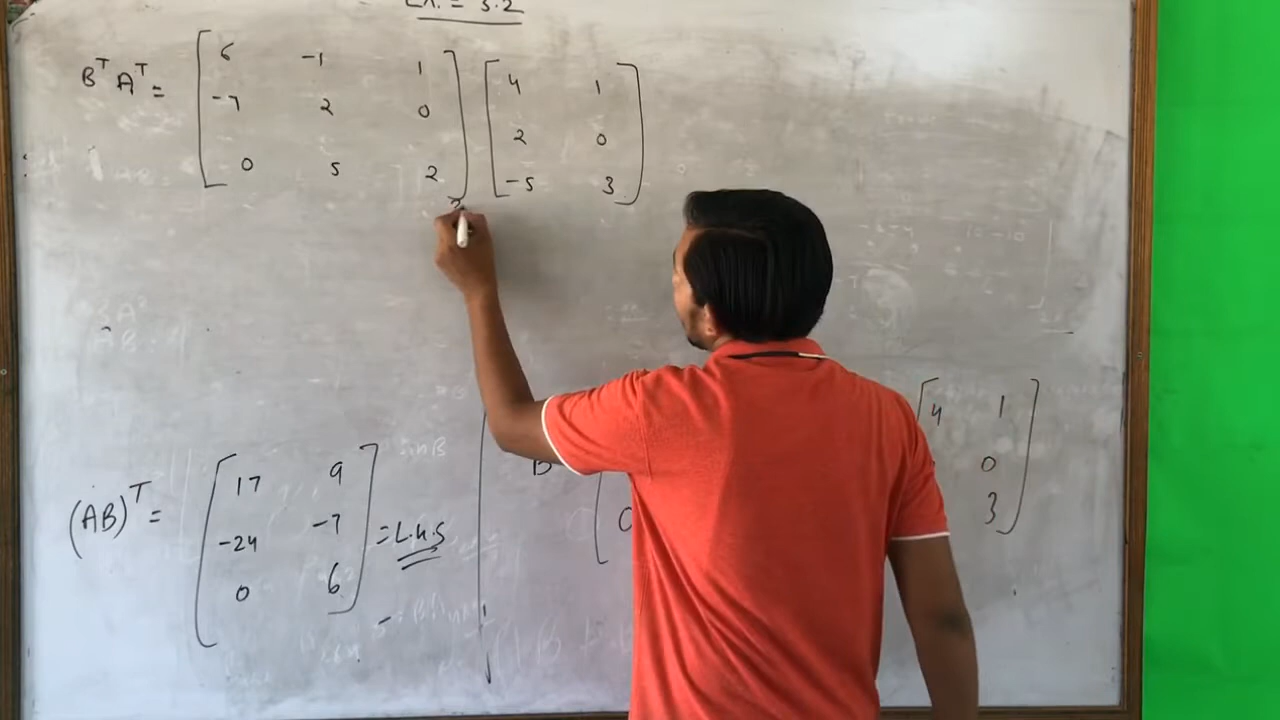 Ex. = 3.2
B^T A^T = [ 6 -1 1 ] [ 4 1 ]
[ -7 2 0 ] [ 2 0 ]
[ 0 5 2 ] [ -5 3 ]
(AB)^T = [ 17 9 ] = L.H.S
[ -24 -7 ]
[ 0 6 ]
B
4 1
0
3